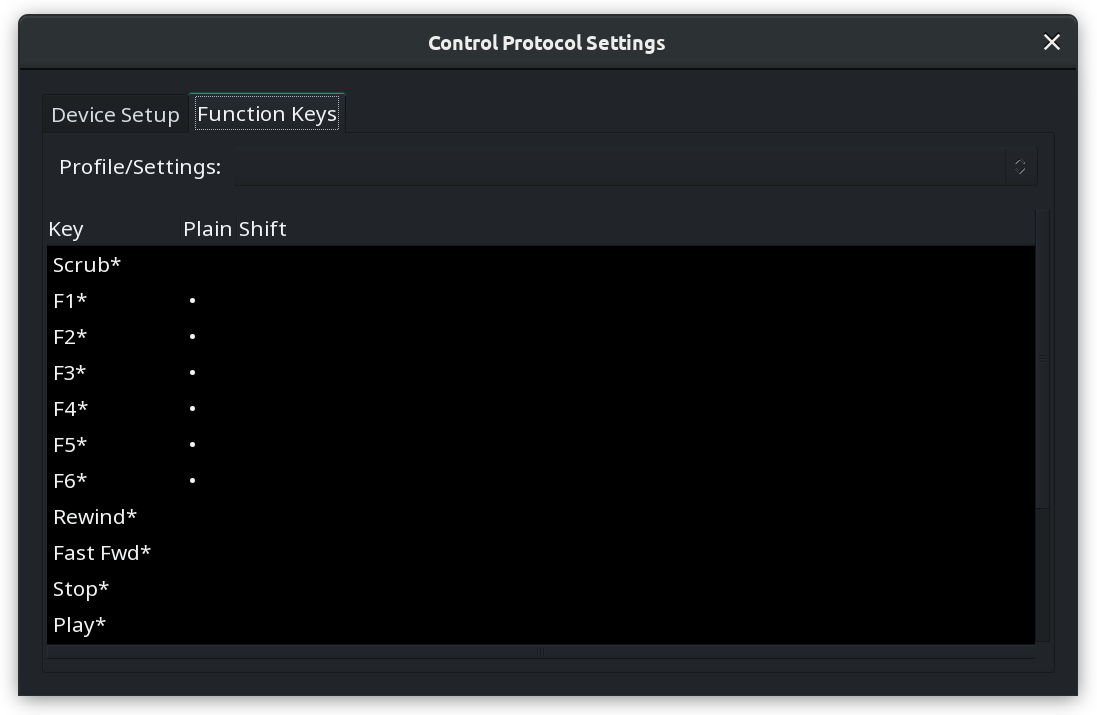 Control Protocol Settings
Device Setup Function Keys
Profile/Settings:
Key Plain Shift
Scrub*
F1* •
F2* •
F3* •
F4* •
F5* •
F6* •
Rewind*
Fast Fwd*
Stop*
Play*